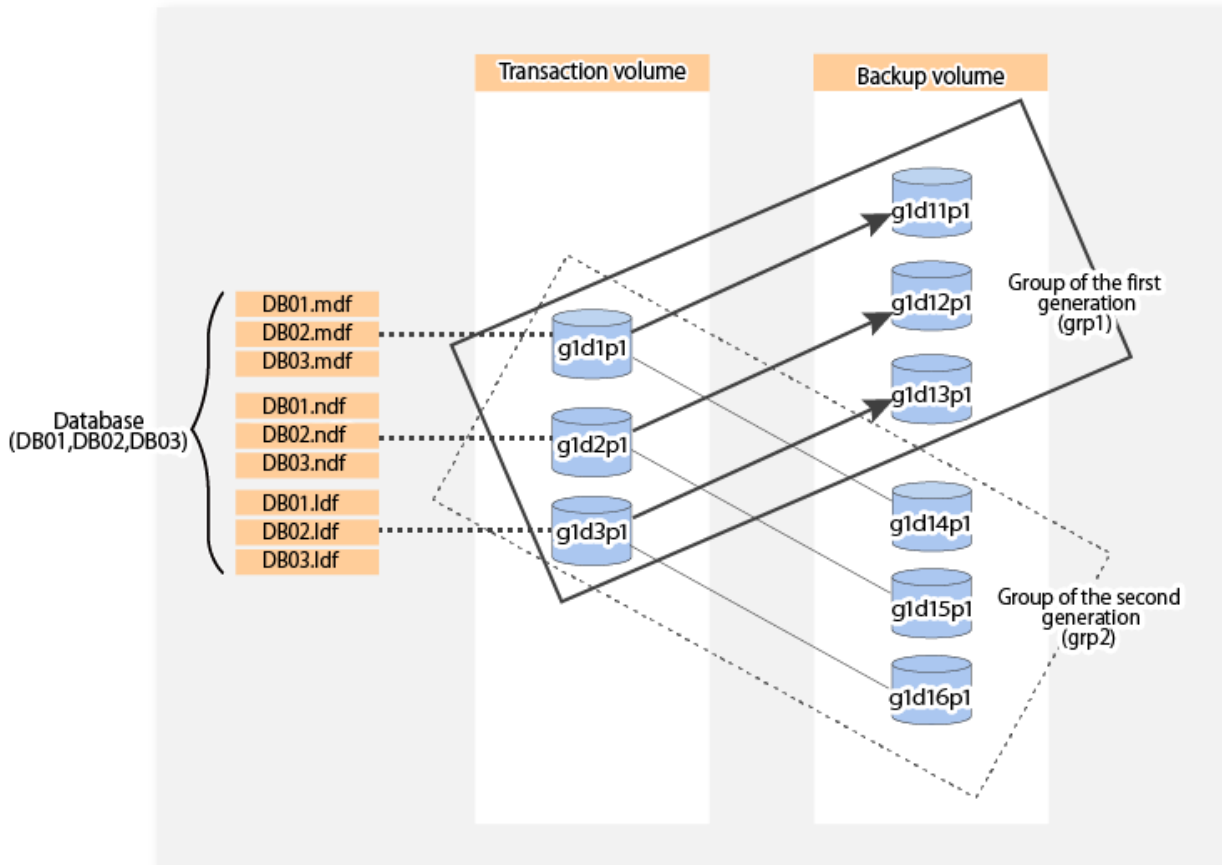 Transaction volume
Backup volume
Database
(DB01,DB02,DB03)
DB01.mdf
DB02.mdf
DB03.mdf
DB01.ndf
DB02.ndf
DB03.ndf
DB01.ldf
DB02.ldf
DB03.ldf
g1d1p1
g1d2p1
g1d3p1
g1d11p1
g1d12p1
g1d13p1
Group of the first
generation
(grp1)
g1d14p1
g1d15p1
g1d16p1
Group of the second
generation
(grp2)